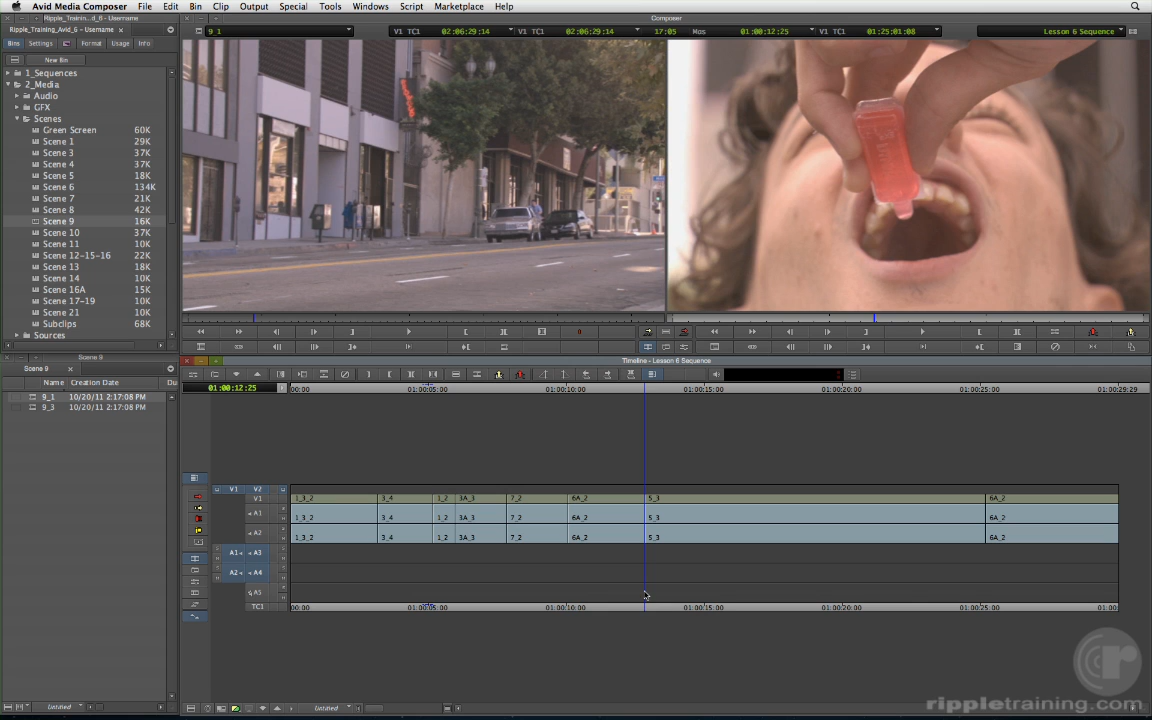 Avid Media Composer File Edit Bin Clip Output Special Tools Windows Script Marketplace Help
Ripple_Trainin...d_6 - Username
Composer
Ripple_Training_Avid_6 - Username
9_1
V1 TC1 02:06:29:14 V1 TC1 02:06:29:14 17:05 Mas 01:00:12:25 V1 TC1 01:25:01:08 Lesson 6 Sequence
Bins Settings Format Usage Info
New Bin
1_Sequences
2_Media
Audio
GFX
Scenes
Green Screen 60K
Scene 1 29K
Scene 3 37K
Scene 4 37K
Scene 5 18K
Scene 6 134K
Scene 7 21K
Scene 8 42K
Scene 9 16K
Scene 10 37K
Scene 11 10K
Scene 12-15-16 22K
Scene 13 18K
Scene 14 10K
Scene 16A 15K
Scene 17-19 10K
Scene 21 10K
Subclips 68K
Sources
Scene 9
Scene 9
Name Creation Date Du
9_1 10/20/11 2:17:08 PM
9_3 10/20/11 2:17:08 PM
Timeline - Lesson 6 Sequence
01:00:12:25 00:00 01:00:05:00 01:00:10:00 01:00:15:00 01:00:20:00 01:00:25:00 01:00:29:29
V1 V2
V1 1_3_2 3_4 1_2 3A_3 7_2 6A_2 5_3 6A_2
A1 1_3_2 3_4 1_2 3A_3 7_2 6A_2 5_3 6A_2
A2 1_3_2 3_4 1_2 3A_3 7_2 6A_2 5_3 6A_2
A1 A3
A2 A4
A5
TC1 00:00 01:00:05:00 01:00:10:00 01:00:15:00 01:00:20:00 01:00:25:00 01:00:
Untitled
Untitled
rippletraining.com